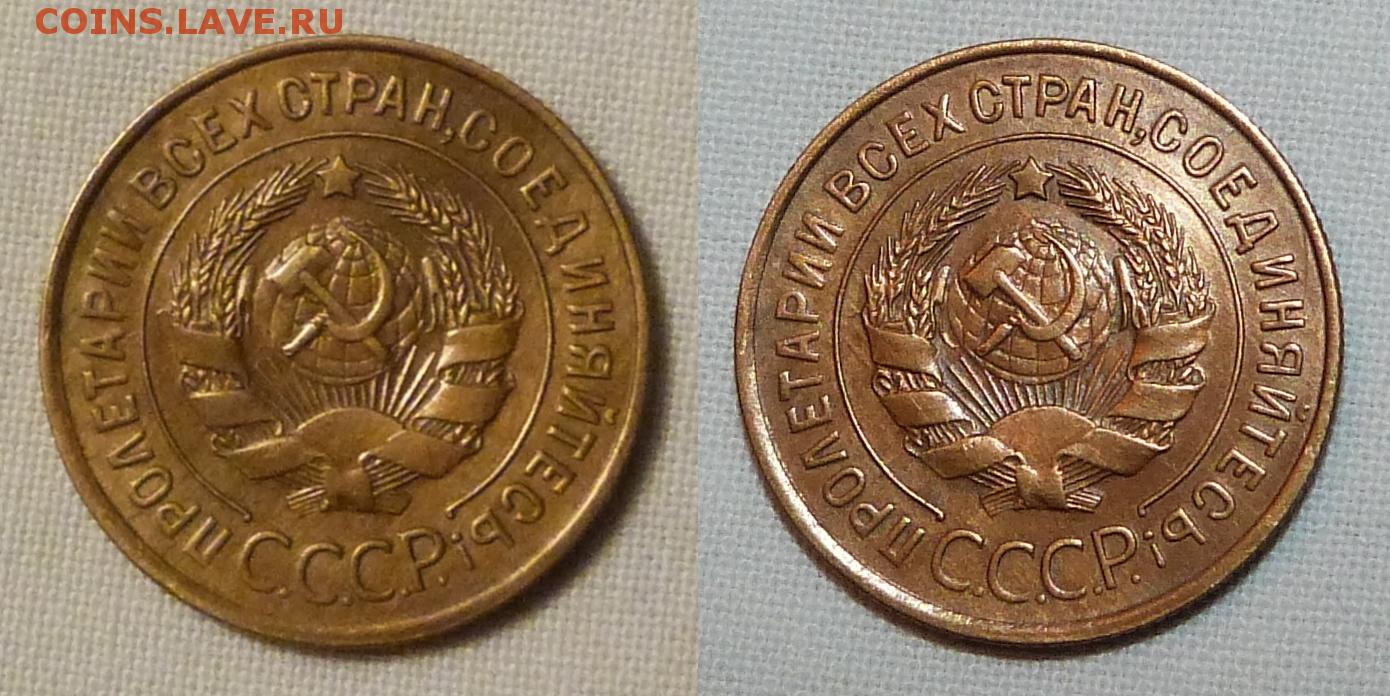 COINS.LAVE.RU
ПРОЛЕТАРИИ ВСЕХ СТРАН, СОЕДИНЯЙТЕСЬ!
С.С.С.Р.
ПРОЛЕТАРИИ ВСЕХ СТРАН, СОЕДИНЯЙТЕСЬ!
С.С.С.Р.